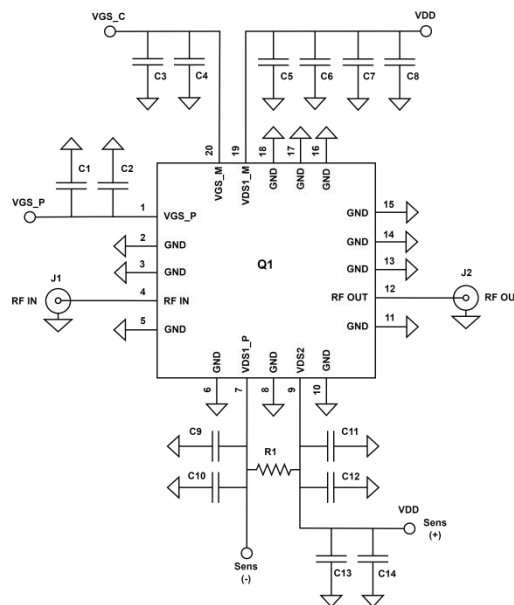 VGS_C
VDD
C3
C4
C5
C6
C7
C8
20
19
18
17
16
VGS_M
VDS1_M
GND
GND
GND
C1
C2
VGS_P
1
VGS_P
GND
15
2
GND
GND
14
3
GND
Q1
GND
13
J1
J2
RF IN
4
RF IN
RF OUT
12
RF OU
5
GND
GND
11
GND
VDS1_P
GND
VDS2
GND
6
7
8
9
10
C9
C11
R1
C10
C12
VDD
Sens
(+)
Sens
(-)
C13
C14